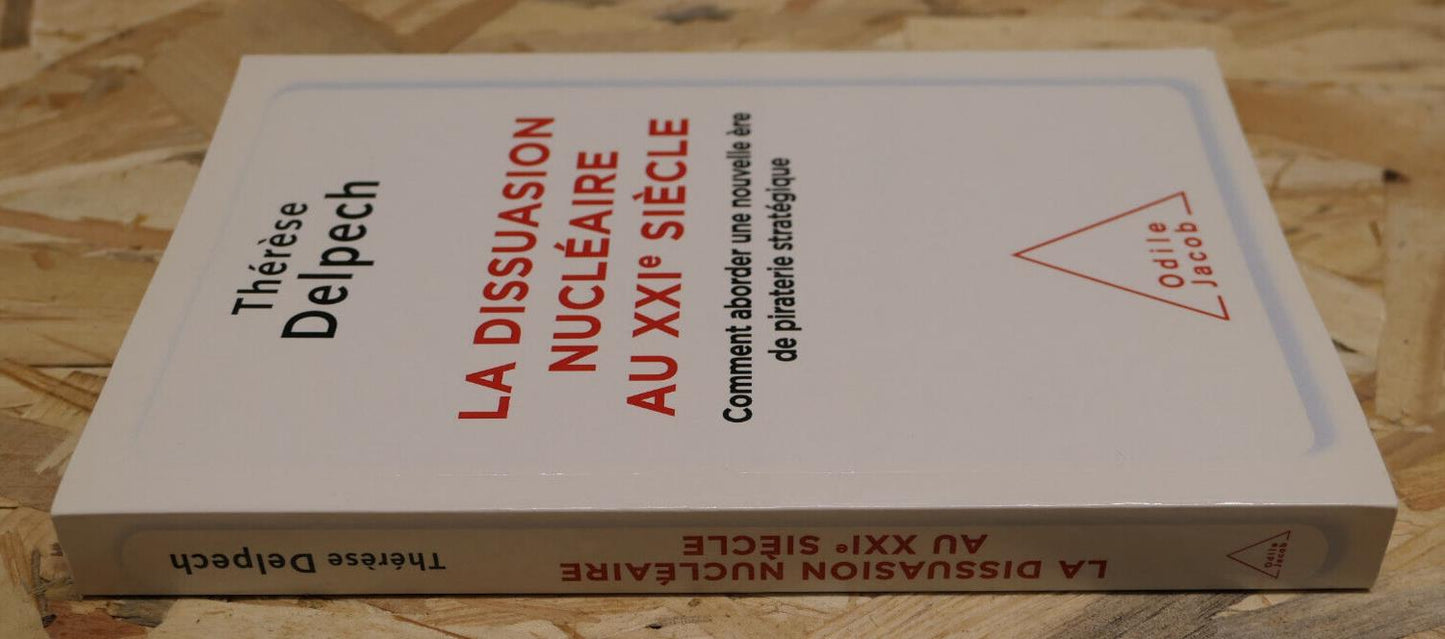 Thérèse
Delpech
LA DISSUASION
NUCLÉAIRE
AU XXIe SIÈCLE
Comment aborder une nouvelle ère
de piraterie stratégique
Odile
Jacob
Thérèse Delpech
LA DISSUASION NUCLÉAIRE
AU XXIe SIÈCLE
Odile
Jacob